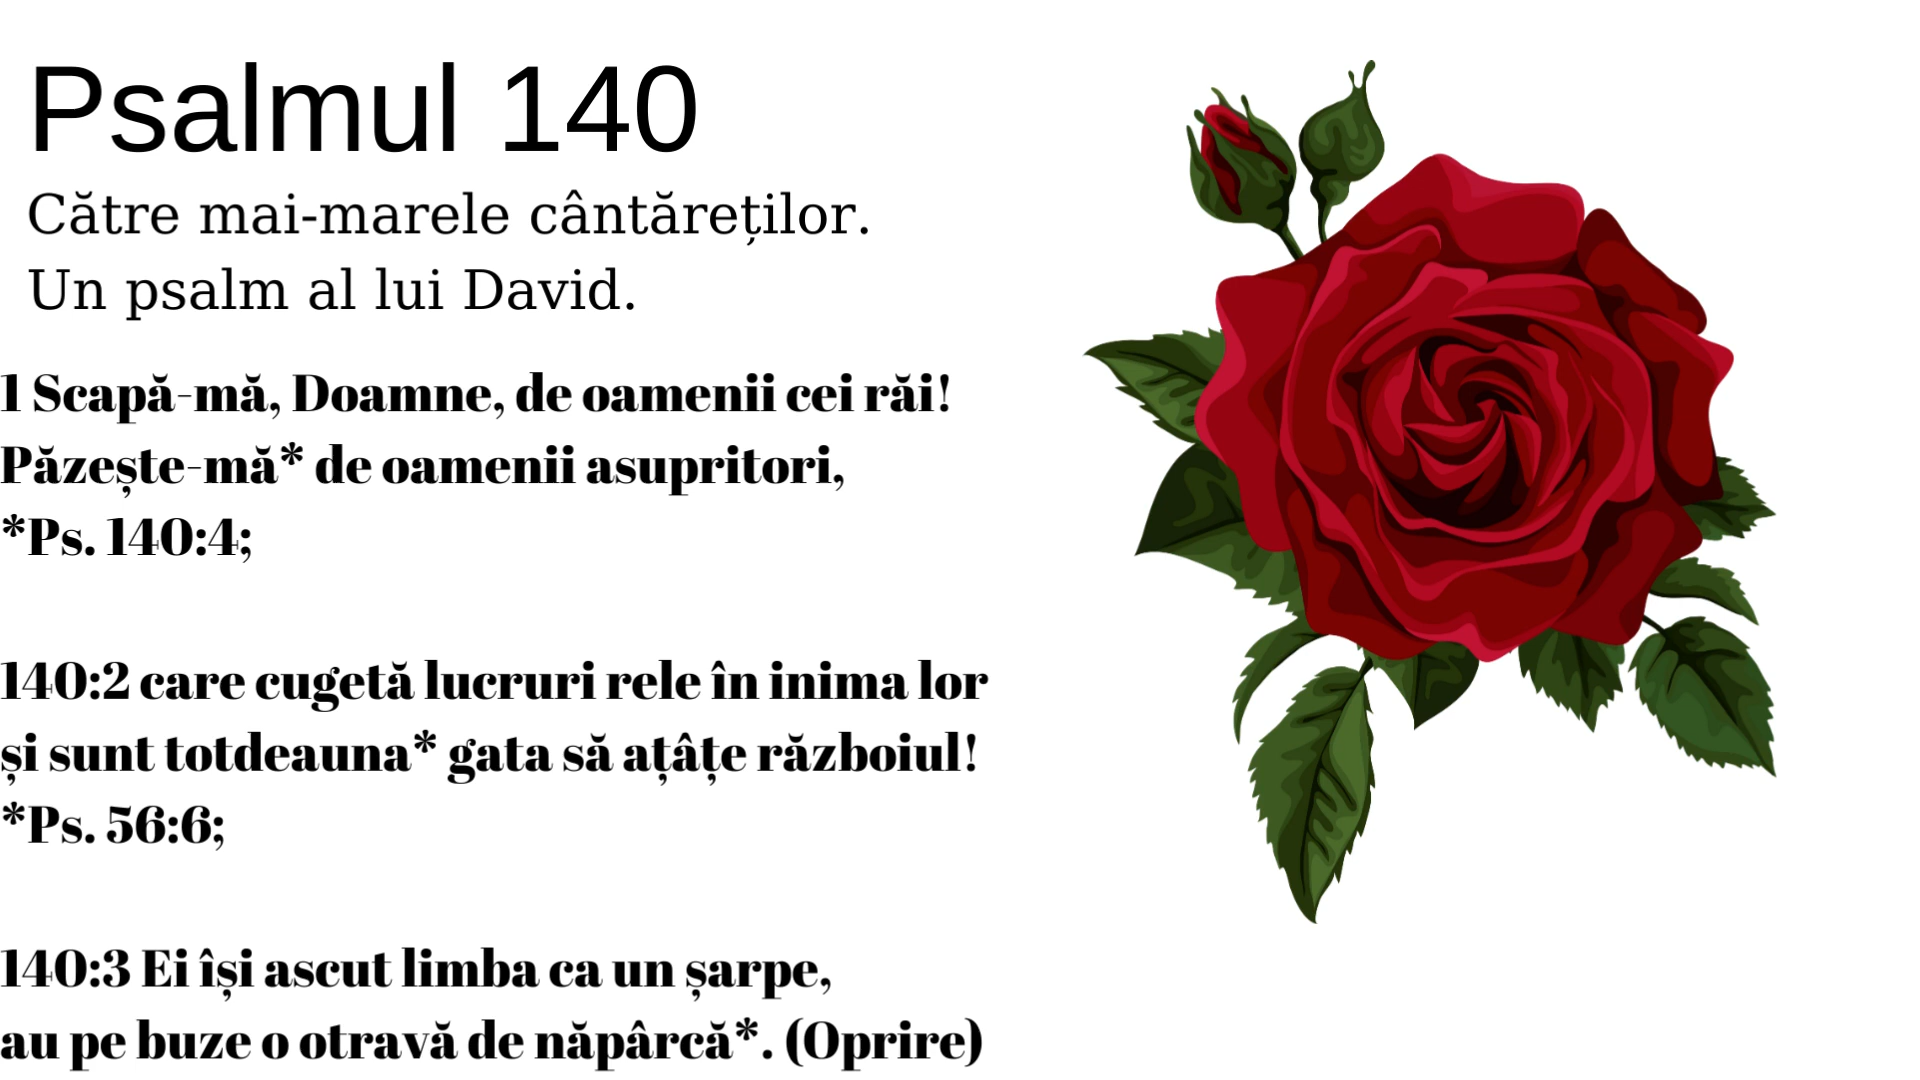 Psalmul 140
Către mai-marele cântăreților.
Un psalm al lui David.
1 Scapă-mă, Doamne, de oamenii cei răi!
Păzește-mă* de oamenii asupritori,
*Ps. 140:4;
140:2 care cugetă lucruri rele în inima lor
și sunt totdeauna* gata să ațâțe războiul!
*Ps. 56:6;
140:3 Ei își ascut limba ca un șarpe,
au pe buze o otravă de năpârcă*. (Oprire)